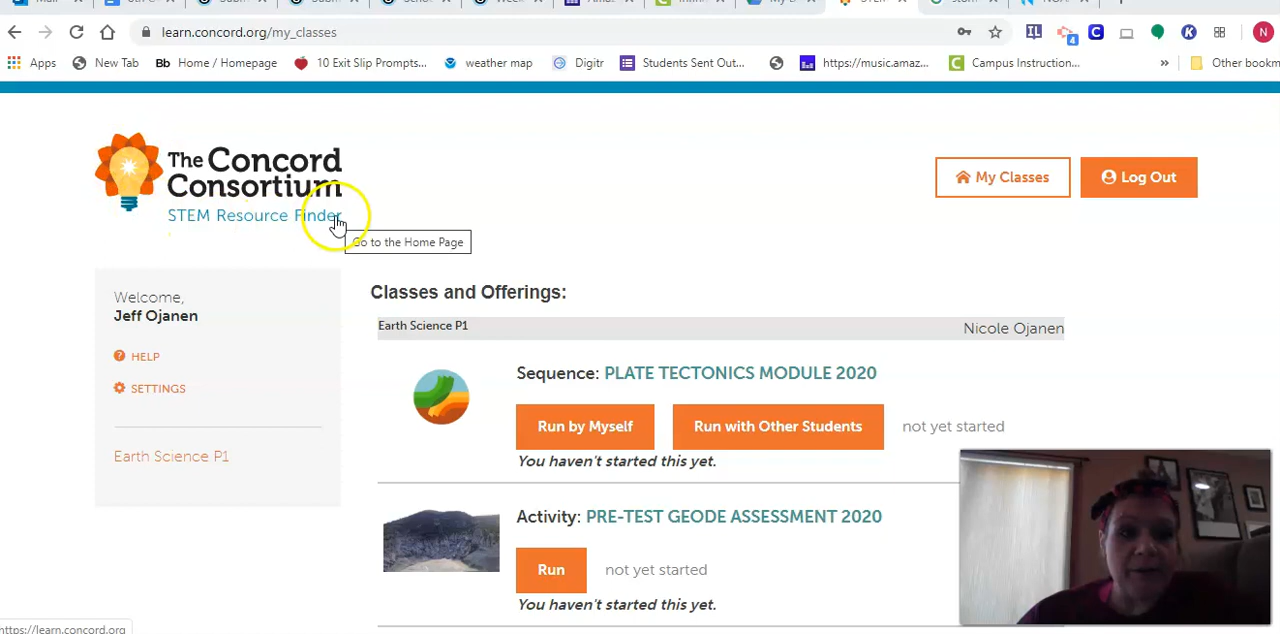 learn.concord.org/my_classes
4
N
Apps
New Tab
Bb Home / Homepage
10 Exit Slip Prompts...
weather map
Digitr
Students Sent Out...
https://music.amaz...
Campus Instruction...
»
Other bookm
The Concord
Consortium
STEM Resource Finder
Go to the Home Page
My Classes
Log Out
Welcome,
Jeff Ojanen
HELP
SETTINGS
Earth Science P1
Classes and Offerings:
Earth Science P1
Nicole Ojanen
Sequence: PLATE TECTONICS MODULE 2020
Run by Myself
Run with Other Students
not yet started
You haven't started this yet.
Activity: PRE-TEST GEODE ASSESSMENT 2020
Run
not yet started
You haven't started this yet.
https://learn.concord.org